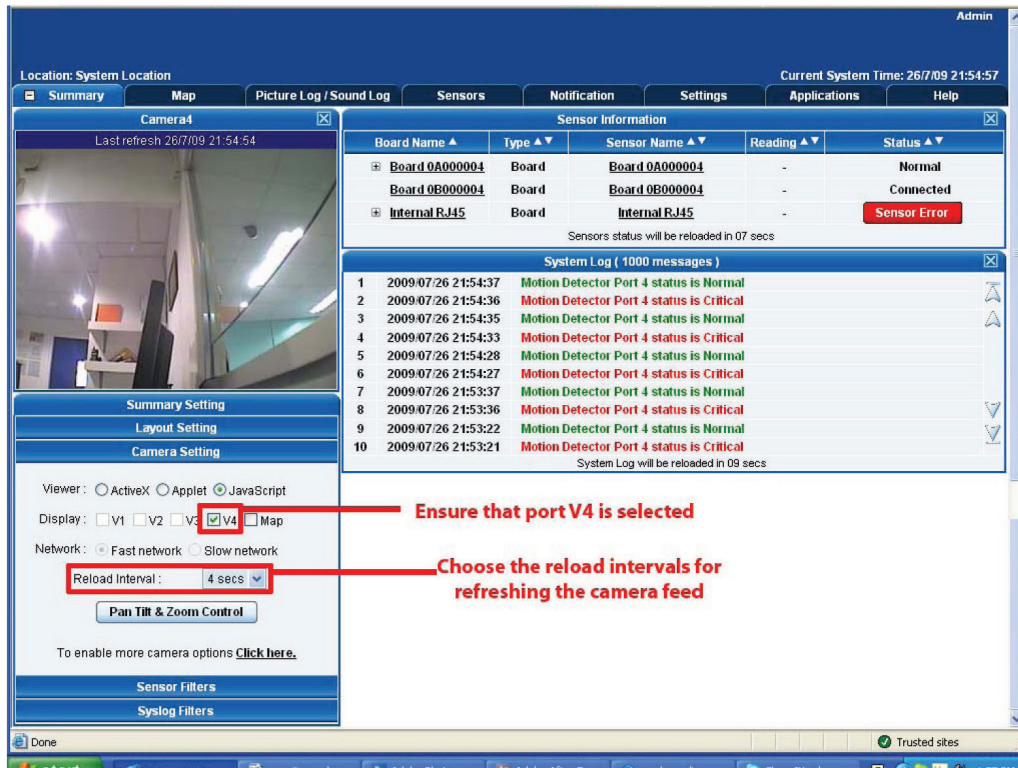 Admin
Location: System Location
Current System Time: 26/7/09 21:54:57
Summary Map Picture Log / Sound Log Sensors Notification Settings Applications Help
Camera4
Last refresh 26/7/09 21:54:54
Sensor Information
Board Name Type Sensor Name Reading Status
Board 0A000004 Board Board 0A000004 - Normal
Board 0B000004 Board Board 0B000004 - Connected
Internal RJ45 Board Internal RJ45 - Sensor Error
Sensors status will be reloaded in 07 secs
System Log ( 1000 messages )
1 2009/07/26 21:54:37 Motion Detector Port 4 status is Normal
2 2009/07/26 21:54:36 Motion Detector Port 4 status is Critical
3 2009/07/26 21:54:35 Motion Detector Port 4 status is Normal
4 2009/07/26 21:54:33 Motion Detector Port 4 status is Critical
5 2009/07/26 21:54:28 Motion Detector Port 4 status is Normal
6 2009/07/26 21:54:27 Motion Detector Port 4 status is Critical
7 2009/07/26 21:53:37 Motion Detector Port 4 status is Normal
8 2009/07/26 21:53:36 Motion Detector Port 4 status is Critical
9 2009/07/26 21:53:22 Motion Detector Port 4 status is Normal
10 2009/07/26 21:53:21 Motion Detector Port 4 status is Critical
System Log will be reloaded in 09 secs
Summary Setting
Layout Setting
Camera Setting
Viewer : ActiveX Applet JavaScript
Display : V1 V2 V3 V4 Map
Network : Fast network Slow network
Reload Interval : 4 secs
Pan Tilt & Zoom Control
To enable more camera options Click here.
Sensor Filters
Syslog Filters
Ensure that port V4 is selected
Choose the reload intervals for
refreshing the camera feed
Done
Trusted sites